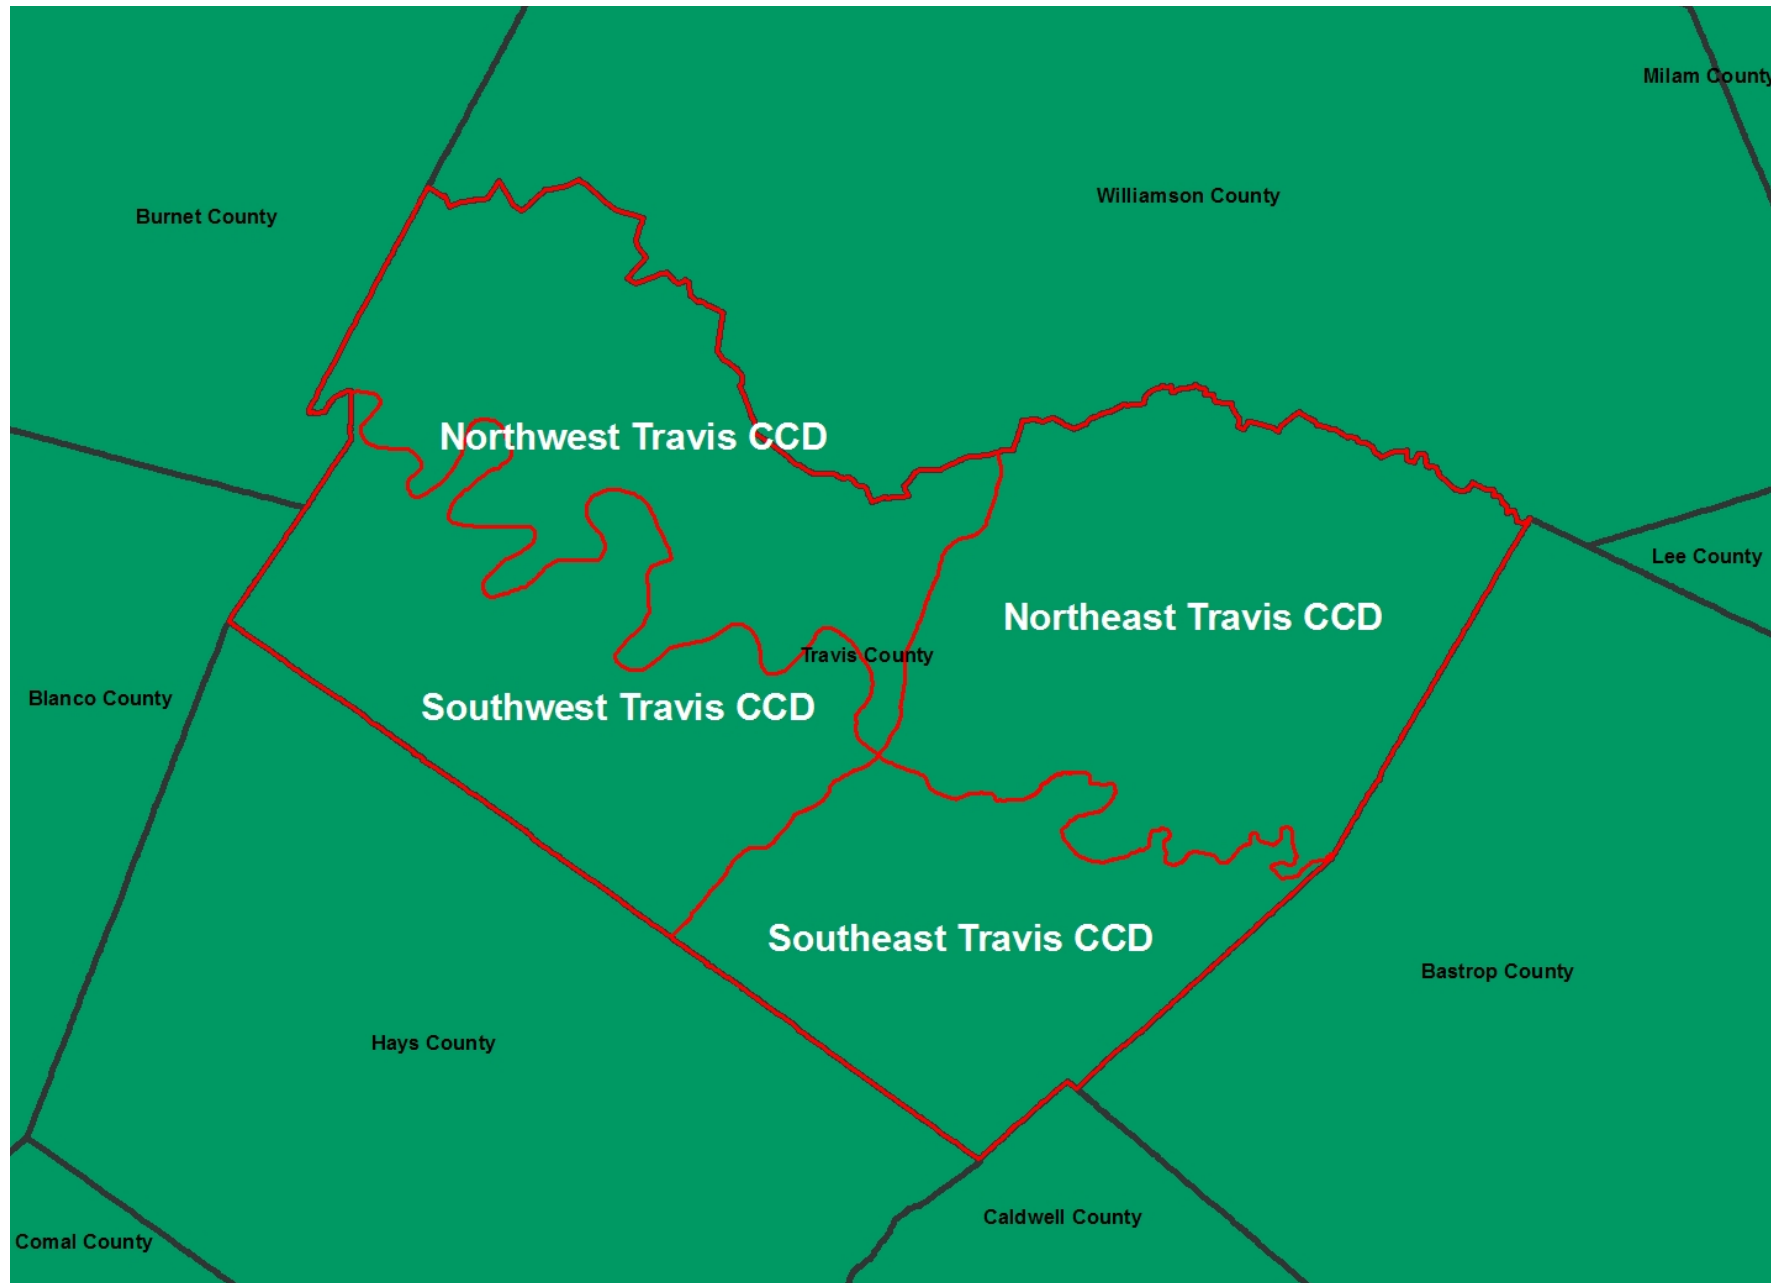 Milam County
Williamson County
Burnet County
Northwest Travis CCD
Lee County
Northeast Travis CCD
Travis County
Blanco County
Southwest Travis CCD
Southeast Travis CCD
Bastrop County
Hays County
Caldwell County
Comal County